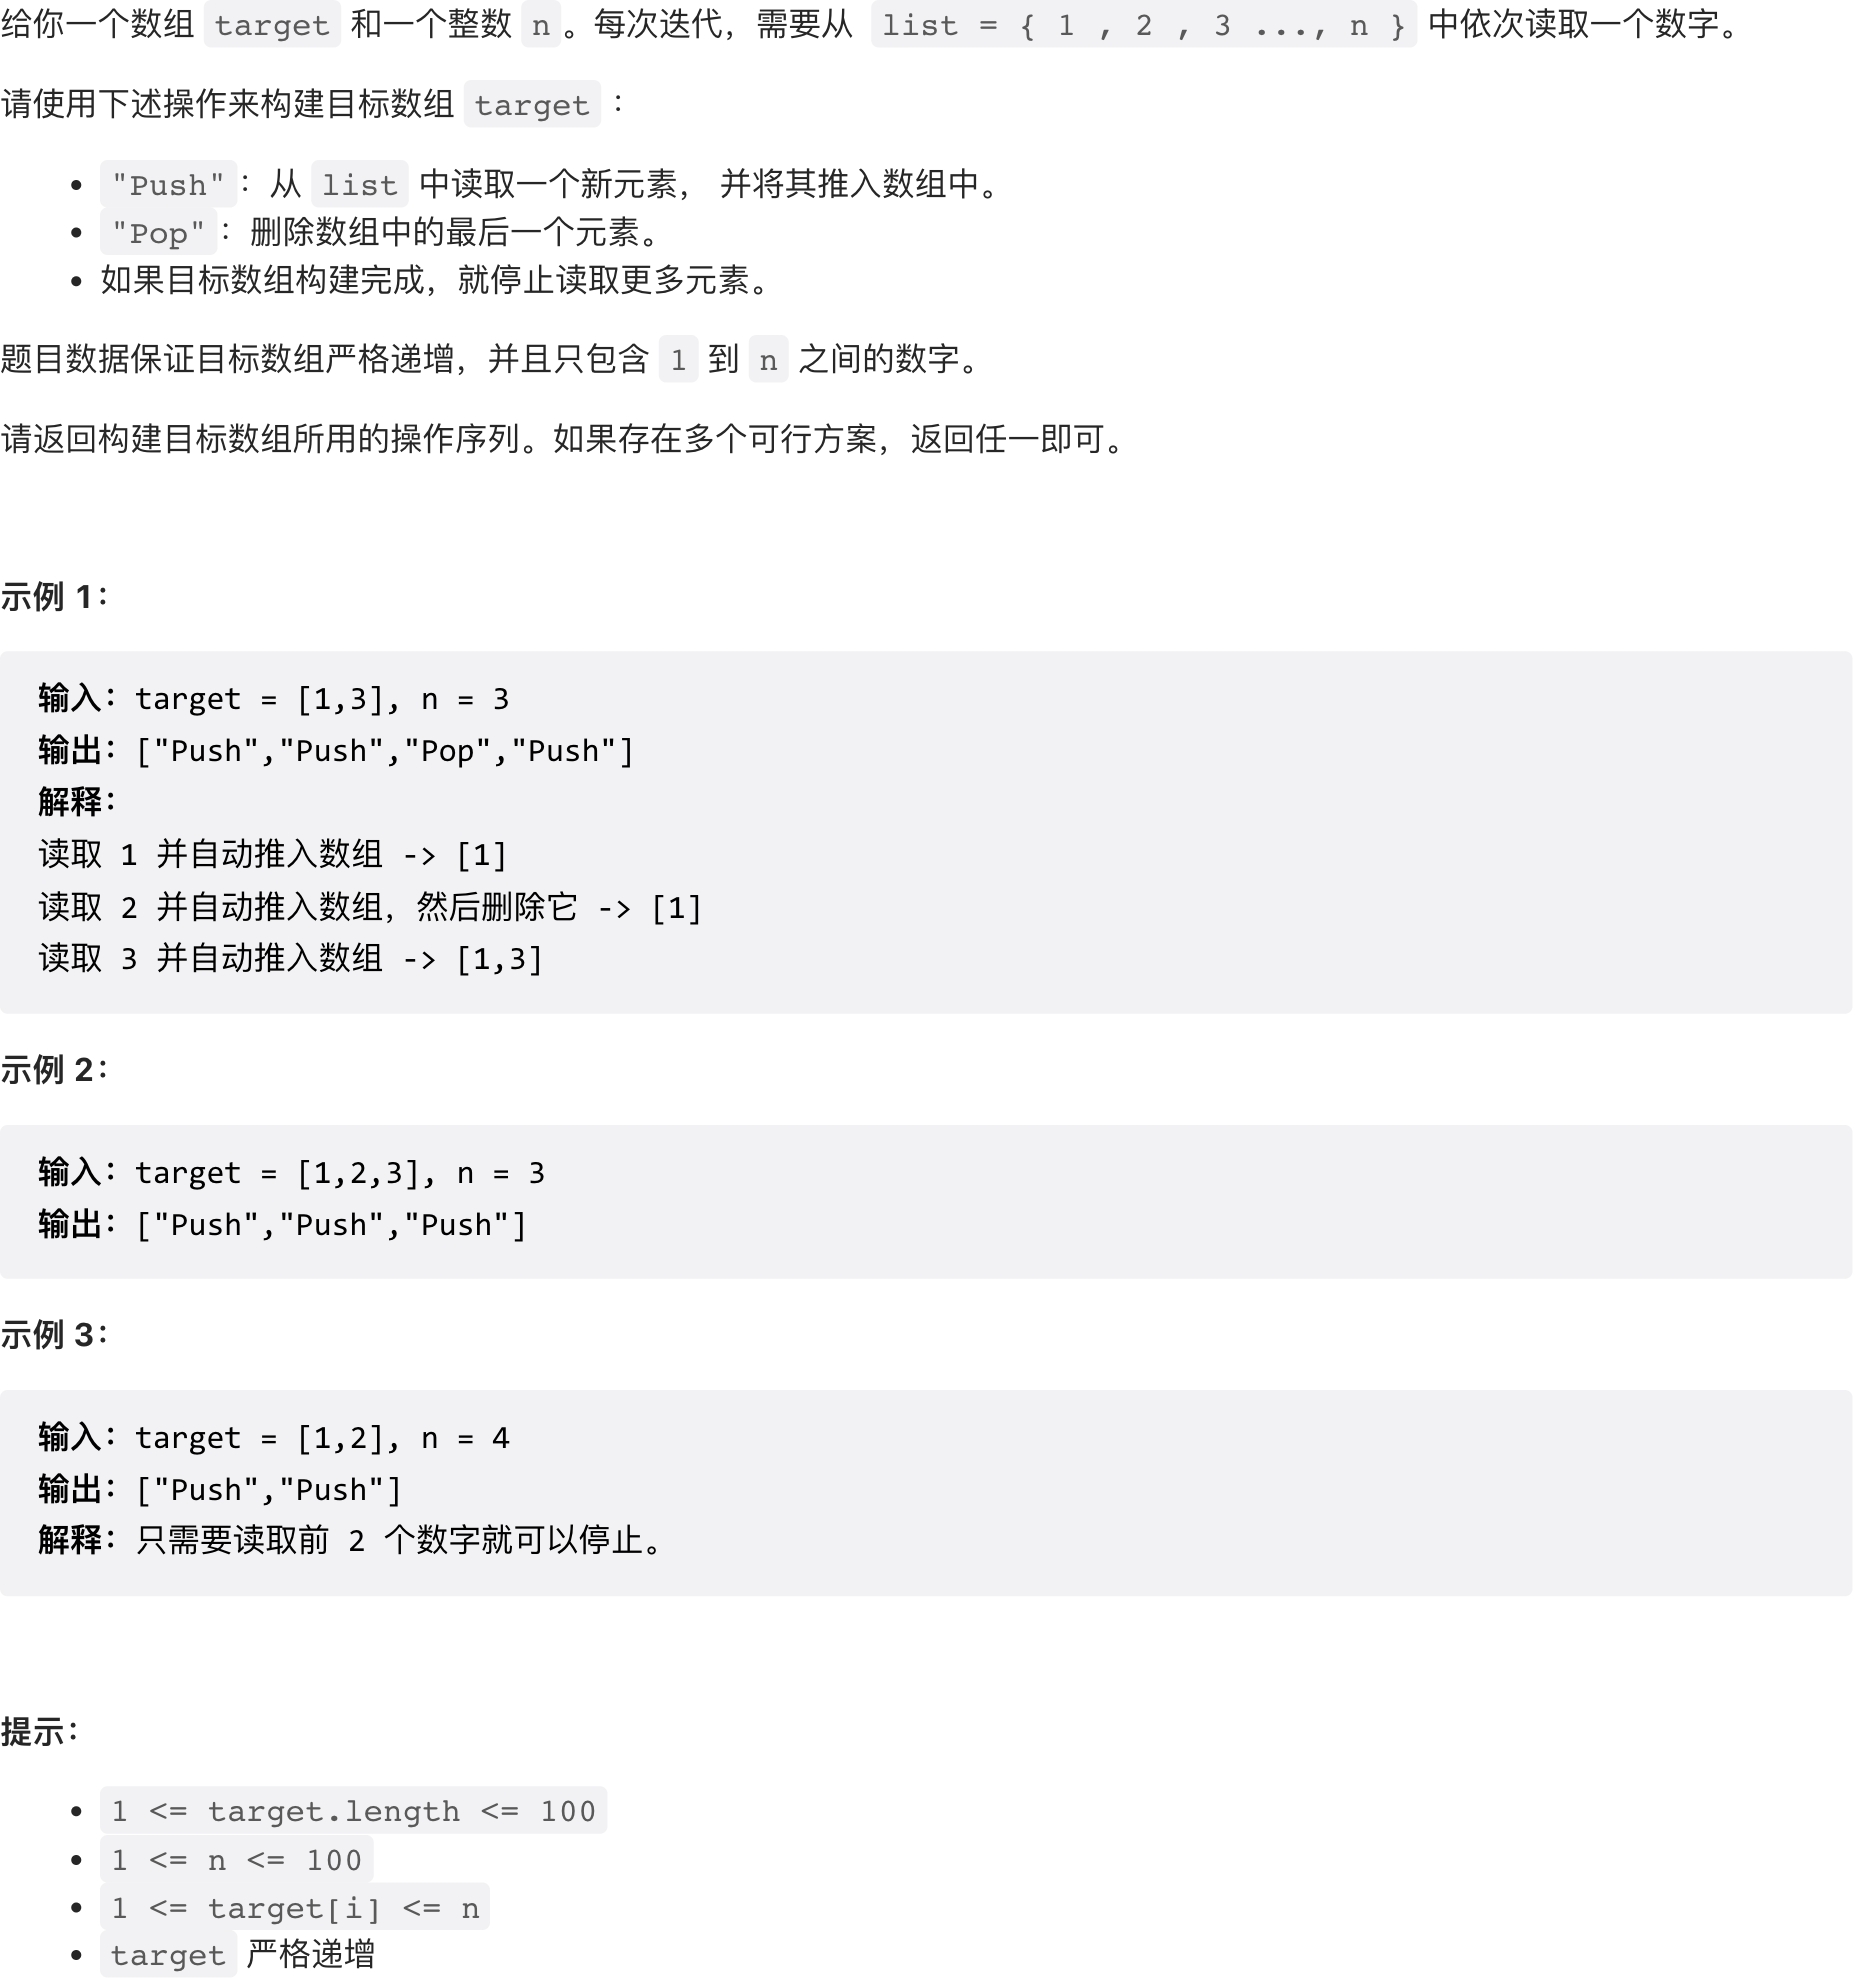 给你一个数组 target 和一个整数 n。每次迭代，需要从 list = { 1 , 2 , 3 ..., n } 中依次读取一个数字。
请使用下述操作来构建目标数组 target ：
• "Push"：从 list 中读取一个新元素， 并将其推入数组中。
• "Pop"：删除数组中的最后一个元素。
• 如果目标数组构建完成，就停止读取更多元素。
题目数据保证目标数组严格递增，并且只包含 1 到 n 之间的数字。
请返回构建目标数组所用的操作序列。如果存在多个可行方案，返回任一即可。
示例 1：
输入：target = [1,3], n = 3
输出：["Push","Push","Pop","Push"]
解释：
读取 1 并自动推入数组 -> [1]
读取 2 并自动推入数组，然后删除它 -> [1]
读取 3 并自动推入数组 -> [1,3]
示例 2：
输入：target = [1,2,3], n = 3
输出：["Push","Push","Push"]
示例 3：
输入：target = [1,2], n = 4
输出：["Push","Push"]
解释：只需要读取前 2 个数字就可以停止。
提示：
• 1 <= target.length <= 100
• 1 <= n <= 100
• 1 <= target[i] <= n
• target 严格递增